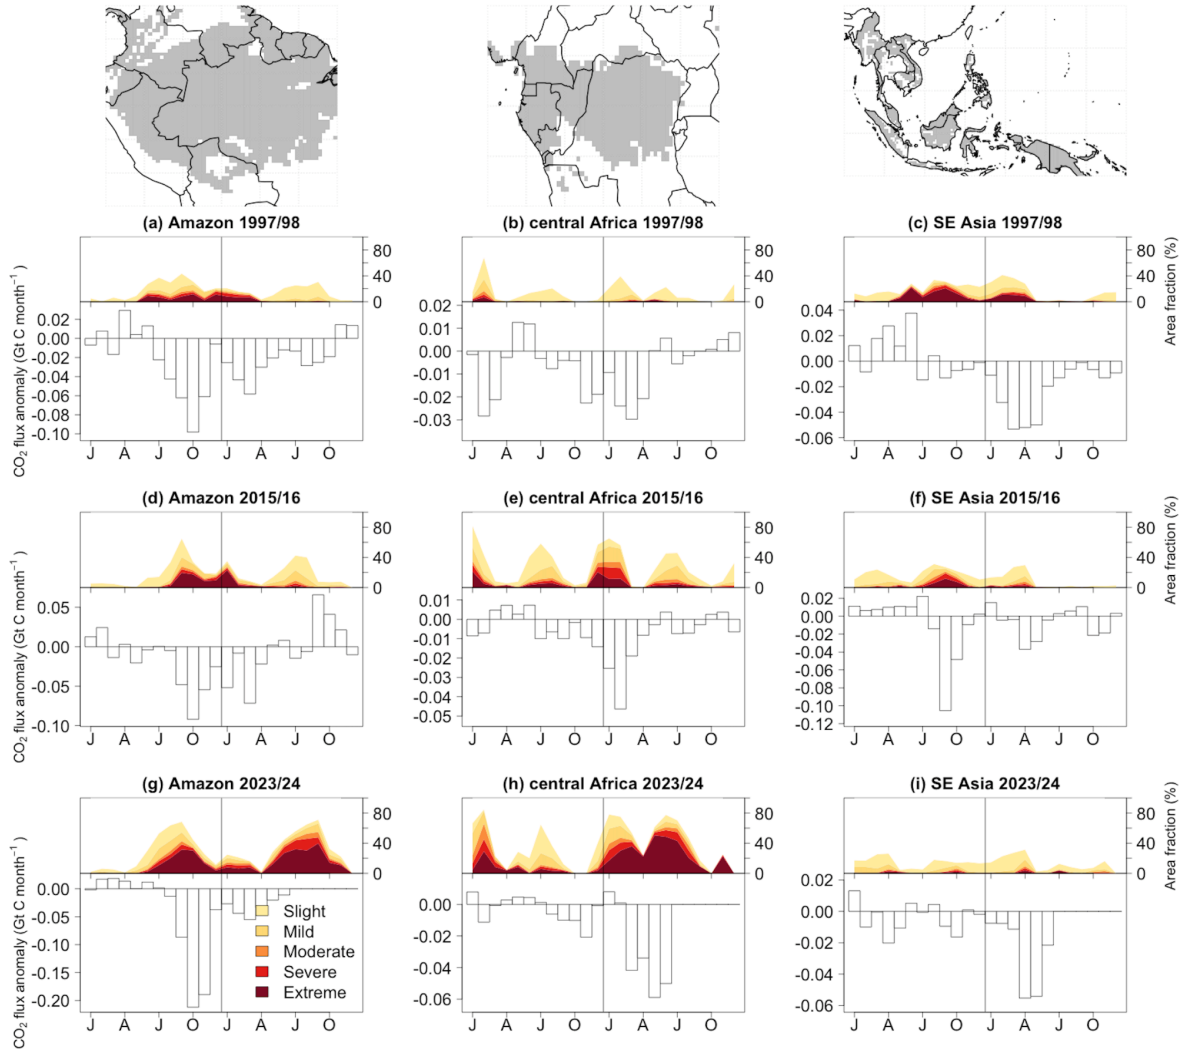 (a) Amazon 1997/98
(b) central Africa 1997/98
(c) SE Asia 1997/98
80
40
0
80
40
0
80
40
0
Area fraction (%)
CO2 flux anomaly (Gt C month−1 )
0.02
0.00
-0.02
-0.04
-0.06
-0.08
-0.10
0.02
0.01
0.00
-0.01
-0.02
-0.03
0.04
0.02
0.00
-0.02
-0.04
-0.06
J A J O J A J O
J A J O J A J O
J A J O J A J O
(d) Amazon 2015/16
(e) central Africa 2015/16
(f) SE Asia 2015/16
80
40
0
80
40
0
80
40
0
Area fraction (%)
CO2 flux anomaly (Gt C month−1 )
0.05
0.00
-0.05
-0.10
0.01
0.00
-0.01
-0.02
-0.03
-0.04
-0.05
0.02
0.00
-0.02
-0.04
-0.06
-0.08
-0.10
-0.12
J A J O J A J O
J A J O J A J O
J A J O J A J O
(g) Amazon 2023/24
(h) central Africa 2023/24
(i) SE Asia 2023/24
80
40
0
80
40
0
80
40
0
Area fraction (%)
CO2 flux anomaly (Gt C month−1 )
0.00
-0.05
-0.10
-0.15
-0.20
Slight
Mild
Moderate
Severe
Extreme
0.00
-0.02
-0.04
-0.06
0.02
0.00
-0.02
-0.04
-0.06
J A J O J A J O
J A J O J A J O
J A J O J A J O